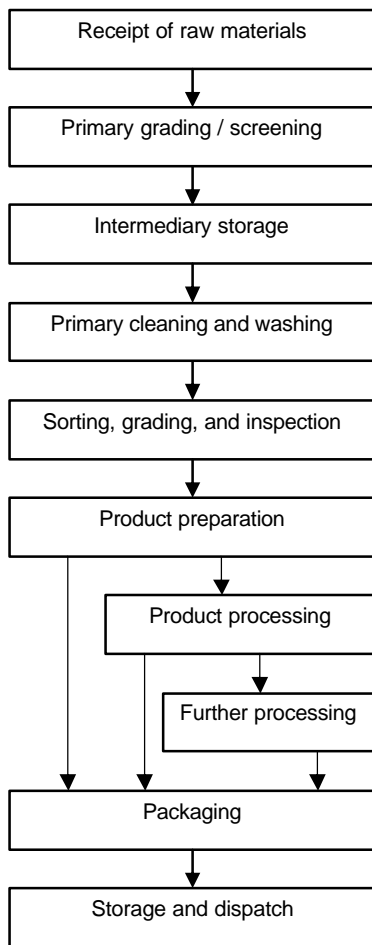 Receipt of raw materials
Primary grading / screening
Intermediary storage
Primary cleaning and washing
Sorting, grading, and inspection
Product preparation
Product processing
Further processing
Packaging
Storage and dispatch